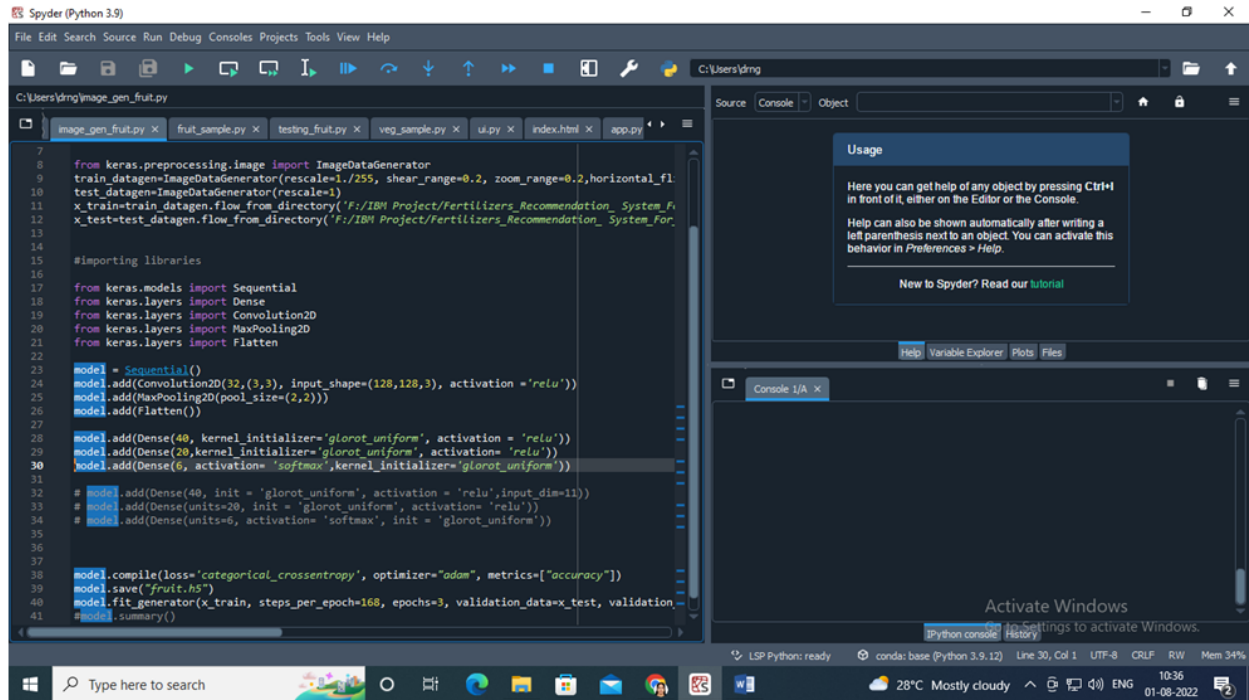 Spyder (Python 3.9)
File Edit Search Source Run Debug Consoles Projects Tools View Help
C:\Users\drng
C:\Users\drng\image_gen_fruit.py
image_gen_fruit.py fruit_sample.py testing_fruit.py veg_sample.py ui.py index.html app.py
7
8 from keras.preprocessing.image import ImageDataGenerator
9 train_datagen=ImageDataGenerator(rescale=1./255, shear_range=0.2, zoom_range=0.2,horizontal_fl
10 test_datagen=ImageDataGenerator(rescale=1)
11 x_train=train_datagen.flow_from_directory('F:/IBM Project/Fertilizers_Recommendation_ System_F
12 x_test=test_datagen.flow_from_directory('F:/IBM Project/Fertilizers_Recommendation_ System_For_
13
14
15 #importing libraries
16
17 from keras.models import Sequential
18 from keras.layers import Dense
19 from keras.layers import Convolution2D
20 from keras.layers import MaxPooling2D
21 from keras.layers import Flatten
22
23 model = Sequential()
24 model.add(Convolution2D(32,(3,3), input_shape=(128,128,3), activation ='relu'))
25 model.add(MaxPooling2D(pool_size=(2,2)))
26 model.add(Flatten())
27
28 model.add(Dense(40, kernel_initializer='glorot_uniform', activation = 'relu'))
29 model.add(Dense(20,kernel_initializer='glorot_uniform', activation= 'relu'))
30 model.add(Dense(6, activation= 'softmax',kernel_initializer='glorot_uniform'))
31
32 # model.add(Dense(40, init = 'glorot_uniform', activation = 'relu',input_dim=11))
33 # model.add(Dense(units=20, init = 'glorot_uniform', activation= 'relu'))
34 # model.add(Dense(units=6, activation= 'softmax', init = 'glorot_uniform'))
35
36
37
38 model.compile(loss='categorical_crossentropy', optimizer="adam", metrics=["accuracy"])
39 model.save("fruit.h5")
40 model.fit_generator(x_train, steps_per_epoch=168, epochs=3, validation_data=x_test, validation_
41 #model.summary()
Source Console Object
Usage
Here you can get help of any object by pressing Ctrl+I
in front of it, either on the Editor or the Console.
Help can also be shown automatically after writing a
left parenthesis next to an object. You can activate this
behavior in Preferences > Help.
New to Spyder? Read our tutorial
Help Variable Explorer Plots Files
Console 1/A
Activate Windows
Go to Settings to activate Windows.
IPython console History
LSP Python: ready conda: base (Python 3.9.12) Line 30, Col 1 UTF-8 CRLF RW Mem 34%
Type here to search
28°C Mostly cloudy ENG 10:36
01-08-2022